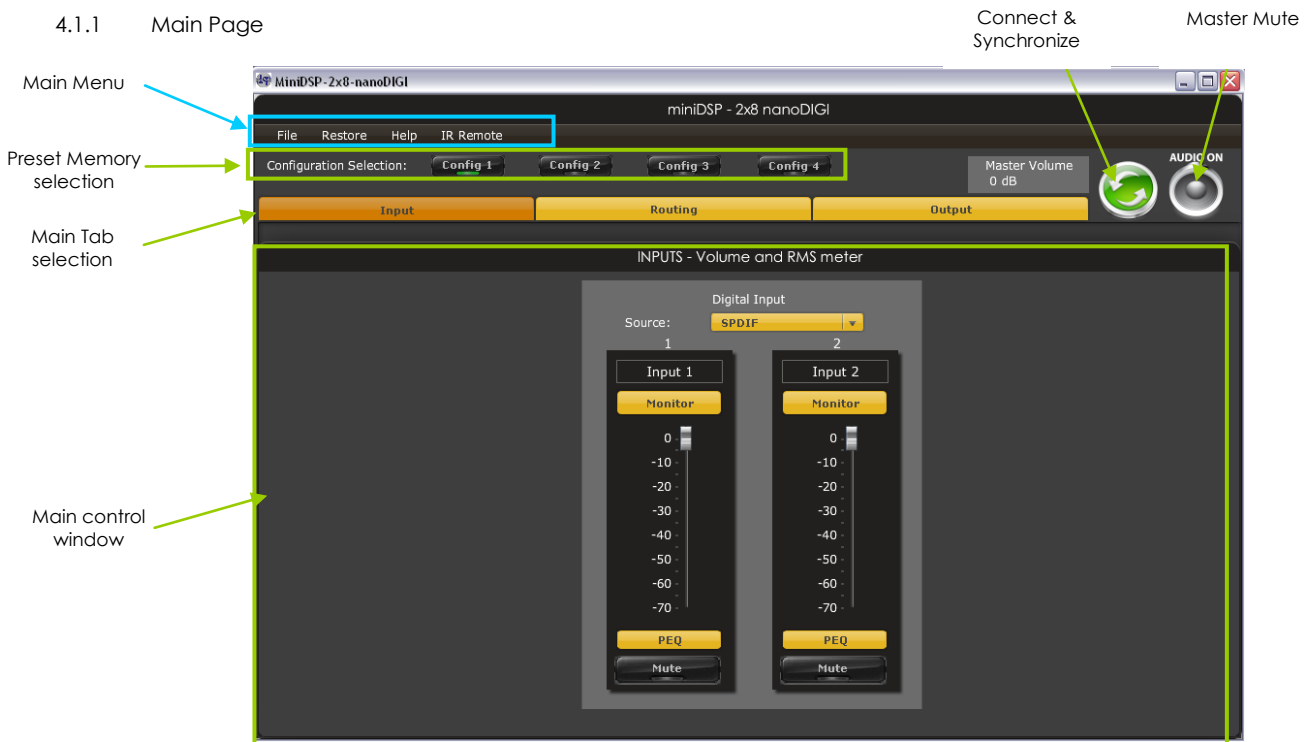 4.1.1 Main Page
Connect &
Synchronize
Master Mute
Main Menu
MiniDSP-2x8-nanoDIGI
miniDSP - 2x8 nanoDIGI
File Restore Help IR Remote
Preset Memory
selection
Configuration Selection: Config 1 Config 2 Config 3 Config 4
Master Volume
0 dB
AUDIO ON
Main Tab
selection
Input Routing Output
INPUTS - Volume and RMS meter
Digital Input
Source: SPDIF
1 2
Input 1 Input 2
Monitor Monitor
0 0
-10 -10
-20 -20
-30 -30
-40 -40
-50 -50
-60 -60
-70 -70
PEQ PEQ
Mute Mute
Main control
window